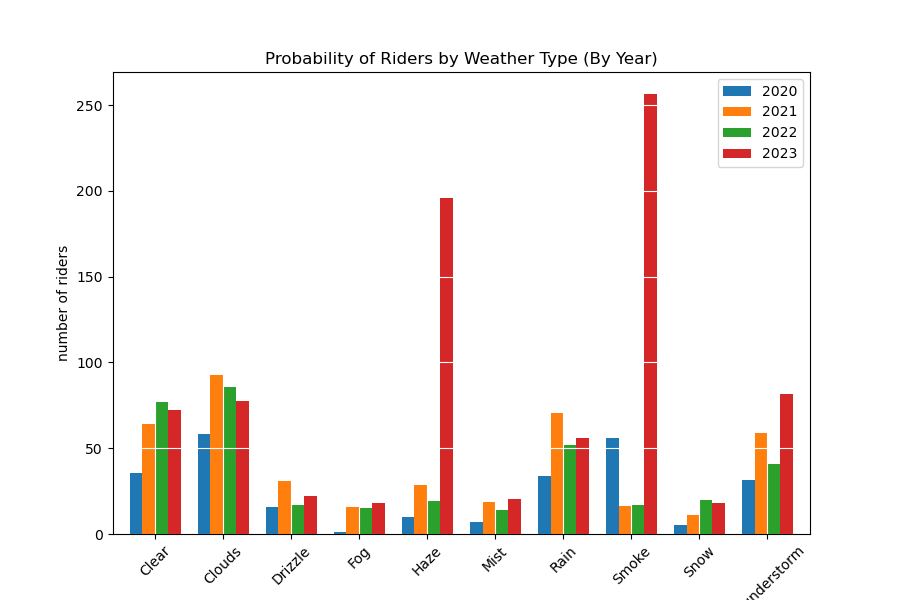 Probability of Riders by Weather Type (By Year)
2020
2021
2022
2023
number of riders
250
200
150
100
50
0
Clear
Clouds
Drizzle
Fog
Haze
Mist
Rain
Smoke
Snow